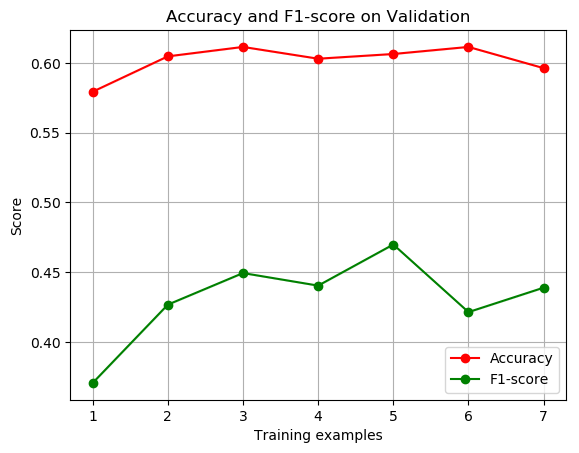 Accuracy and F1-score on Validation
0.60
0.55
0.50
0.45
0.40
Score
1 2 3 4 5 6 7
Training examples
Accuracy
F1-score